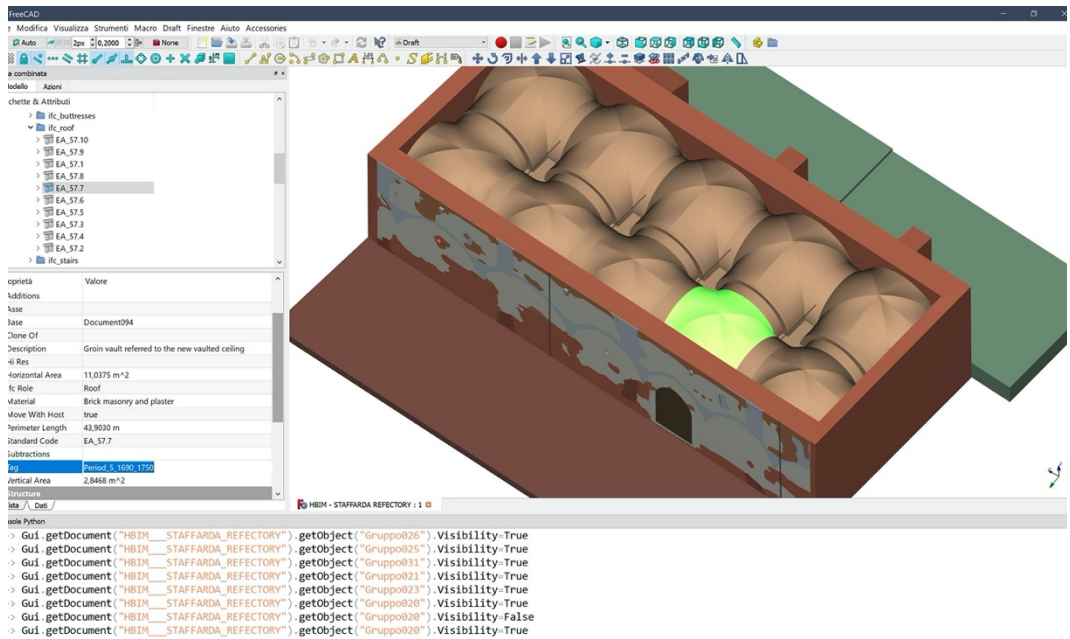 FreeCAD
e Modifica Visualizza Strumenti Macro Draft Finestre Aiuto Accessories
Auto 2px 0,2000 None Draft
a combinata
odello Azioni
chette & Attributi
ifc_buttresses
ifc_roof
EA_57.10
EA_57.9
EA_57.1
EA_57.8
EA_57.7
EA_57.6
EA_57.5
EA_57.3
EA_57.4
EA_57.2
ifc_stairs
oprietà Valore
Additions
Asse
Base Document094
Clone Of
Description Groin vault referred to the new vaulted ceiling
Hi Res
Horizontal Area 11,0375 m^2
fc Role Roof
Material Brick masonry and plaster
Move With Host true
Perimeter Length 43,9030 m
Standard Code EA_57.7
Subtractions
Tag Period_5_1690_1750
Vertical Area 2,8468 m^2
Structure
ista Dati
HBIM - STAFFARDA REFECTORY : 1
nsole Python
> Gui.getDocument("HBIM___STAFFARDA_REFECTORY").getObject("Gruppo026").Visibility=True
> Gui.getDocument("HBIM___STAFFARDA_REFECTORY").getObject("Gruppo025").Visibility=True
> Gui.getDocument("HBIM___STAFFARDA_REFECTORY").getObject("Gruppo031").Visibility=True
> Gui.getDocument("HBIM___STAFFARDA_REFECTORY").getObject("Gruppo021").Visibility=True
> Gui.getDocument("HBIM___STAFFARDA_REFECTORY").getObject("Gruppo023").Visibility=True
> Gui.getDocument("HBIM___STAFFARDA_REFECTORY").getObject("Gruppo020").Visibility=True
> Gui.getDocument("HBIM___STAFFARDA_REFECTORY").getObject("Gruppo020").Visibility=False
> Gui.getDocument("HBIM___STAFFARDA_REFECTORY").getObject("Gruppo020").Visibility=True